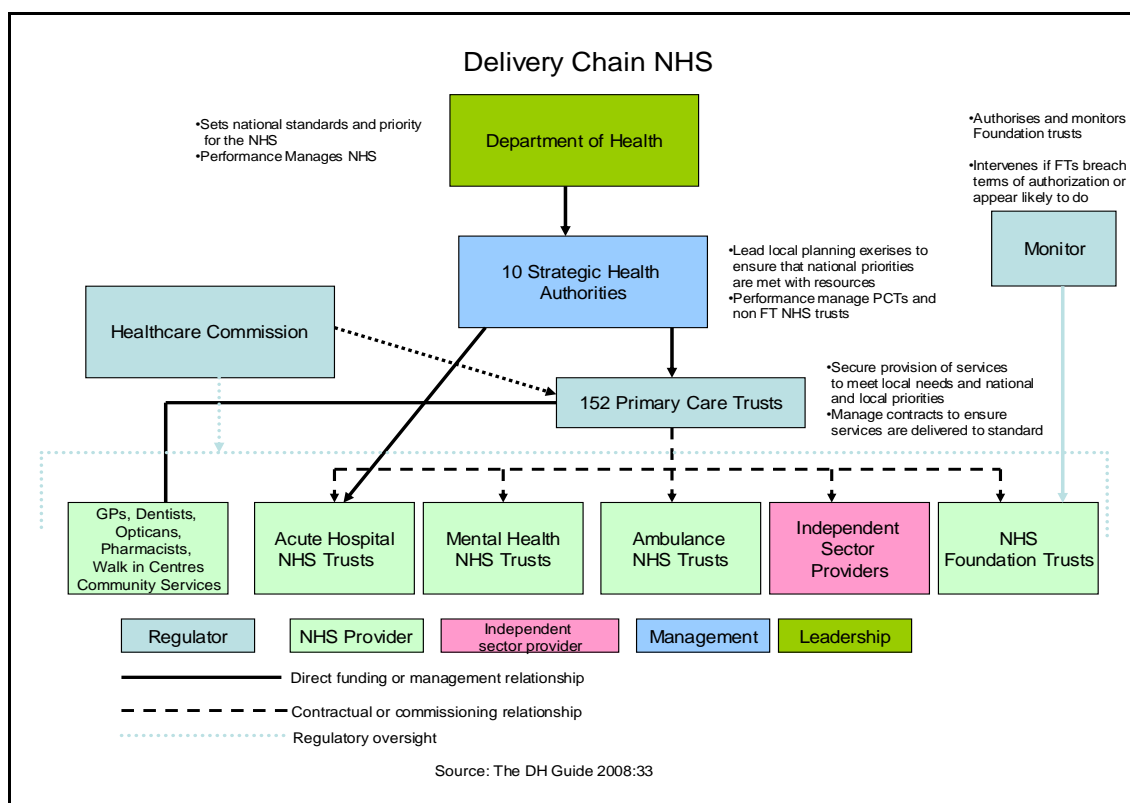 Delivery Chain NHS
•Sets national standards and priority
for the NHS
•Performance Manages NHS
Department of Health
•Authorises and monitors
Foundation trusts
•Intervenes if FTs breach
terms of authorization or
appear likely to do
Monitor
10 Strategic Health
Authorities
•Lead local planning exerises to
ensure that national priorities
are met with resources
•Performance manage PCTs and
non FT NHS trusts
Healthcare Commission
152 Primary Care Trusts
•Secure provision of services
to meet local needs and national
and local priorities
•Manage contracts to ensure
services are delivered to standard
GPs, Dentists,
Opticans,
Pharmacists,
Walk in Centres
Community Services
Acute Hospital
NHS Trusts
Mental Health
NHS Trusts
Ambulance
NHS Trusts
Independent
Sector
Providers
NHS
Foundation Trusts
Regulator
NHS Provider
Independent
sector provider
Management
Leadership
Direct funding or management relationship
Contractual or commissioning relationship
Regulatory oversight
Source: The DH Guide 2008:33